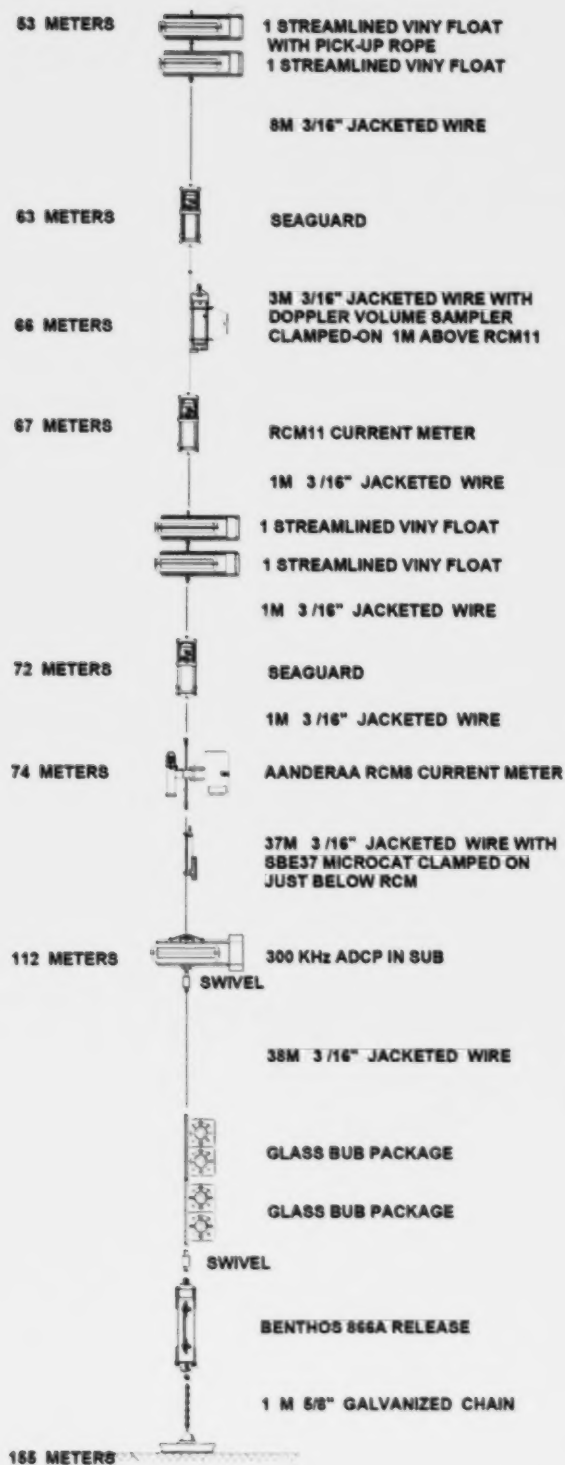 53 METERS
1 STREAMLINED VINY FLOAT
WITH PICK-UP ROPE
1 STREAMLINED VINY FLOAT
8M 3/16" JACKETED WIRE
63 METERS
SEAGUARD
66 METERS
3M 3/16" JACKETED WIRE WITH
DOPPLER VOLUME SAMPLER
CLAMPED-ON 1M ABOVE RCM11
67 METERS
RCM11 CURRENT METER
1M 3/16" JACKETED WIRE
1 STREAMLINED VINY FLOAT
1 STREAMLINED VINY FLOAT
1M 3/16" JACKETED WIRE
72 METERS
SEAGUARD
1M 3/16" JACKETED WIRE
74 METERS
AANDERAA RCM8 CURRENT METER
37M 3/16" JACKETED WIRE WITH
SBE37 MICROCAT CLAMPED ON
JUST BELOW RCM
112 METERS
300 KHz ADCP IN SUB
SWIVEL
38M 3/16" JACKETED WIRE
GLASS BUB PACKAGE
GLASS BUB PACKAGE
SWIVEL
BENTHOS 866A RELEASE
1 M 5/8" GALVANIZED CHAIN
155 METERS